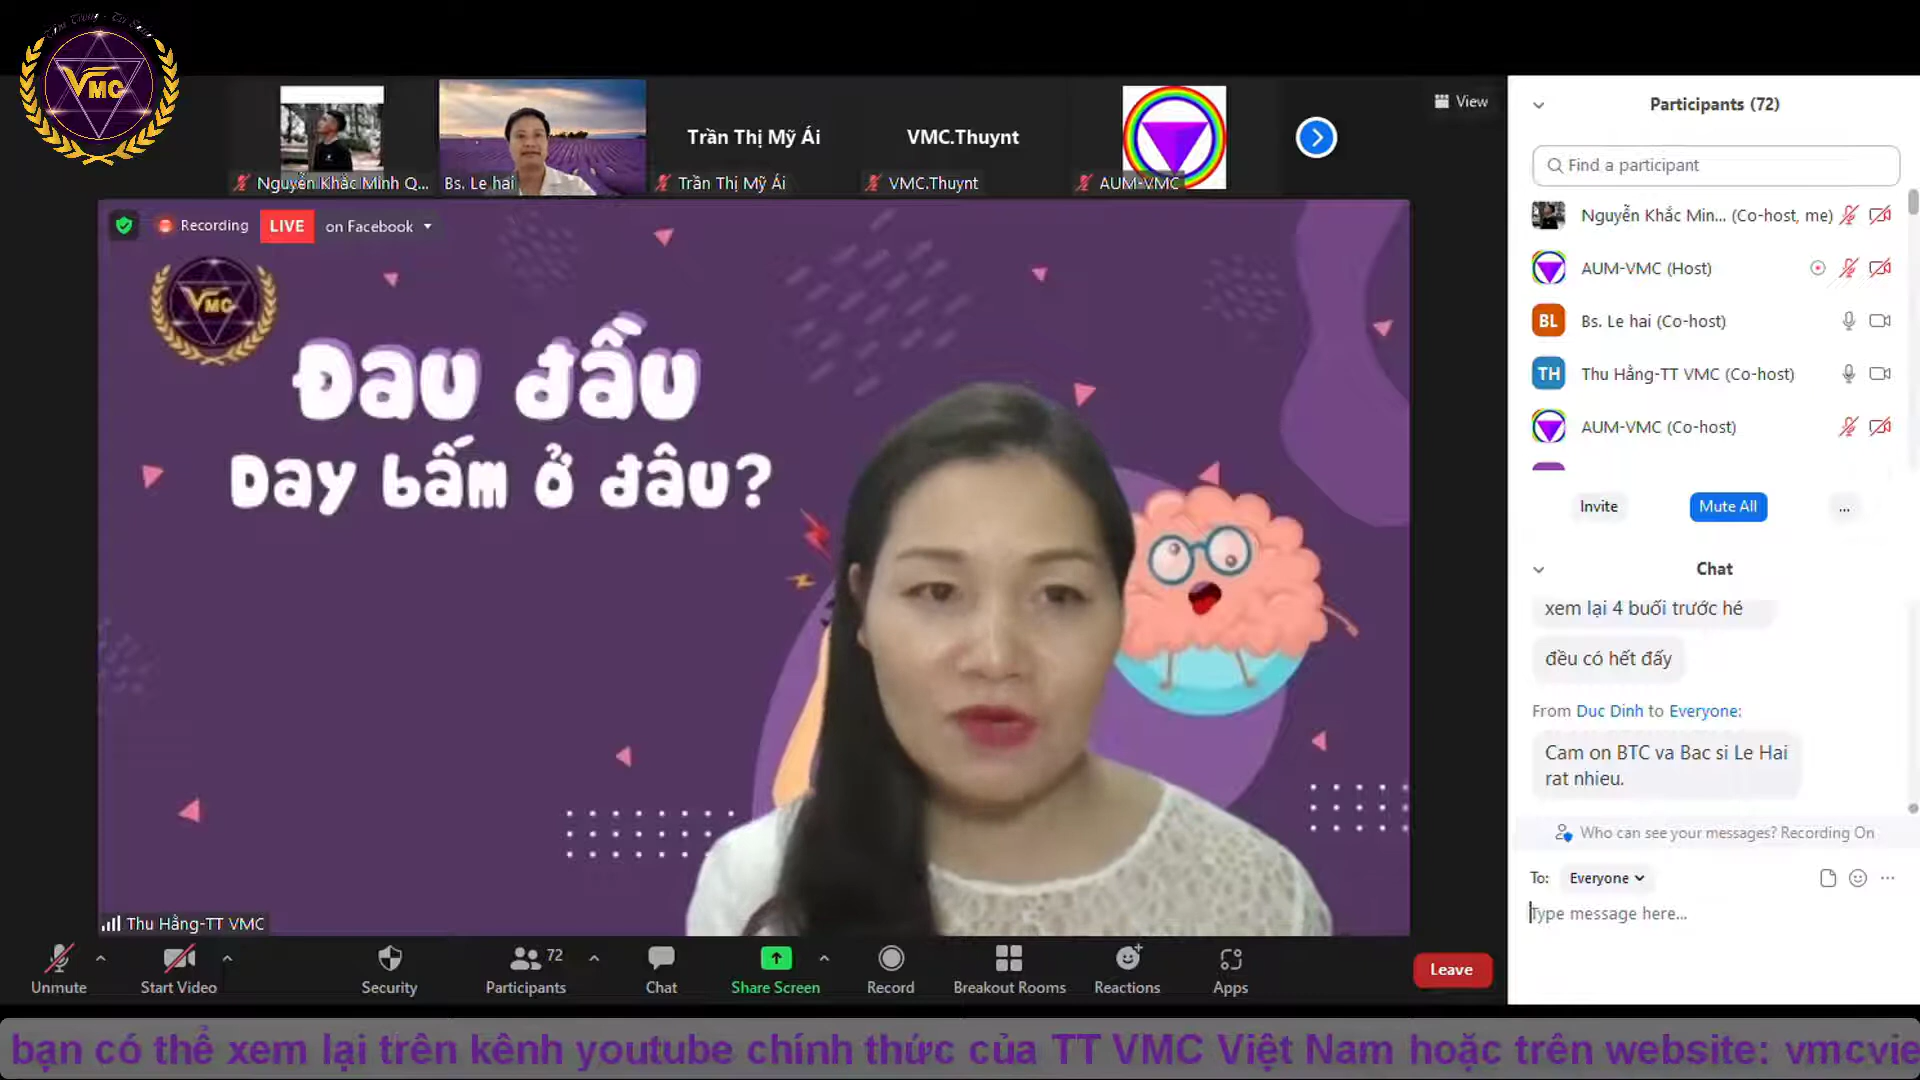 VMC
View
Trần Thị Mỹ Ái
VMC.Thuynt
Nguyễn Khắc Minh Q...
Bs. Le hai
Trần Thị Mỹ Ái
VMC.Thuynt
AUM-VMC
Recording
LIVE
on Facebook
VMC
Đau đầu
Day bấm ở đâu?
Thu Hằng-TT VMC
Participants (72)
Find a participant
Nguyễn Khắc Min... (Co-host, me)
AUM-VMC (Host)
BL Bs. Le hai (Co-host)
TH Thu Hằng-TT VMC (Co-host)
AUM-VMC (Co-host)
Invite
Mute All
...
Chat
xem lại 4 buổi trước hé
đều có hết đấy
From Duc Dinh to Everyone:
Cam on BTC va Bac si Le Hai
rat nhieu.
Who can see your messages? Recording On
To: Everyone
Type message here...
Unmute
Start Video
Security
72
Participants
Chat
Share Screen
Record
Breakout Rooms
Reactions
Apps
Leave
bạn có thể xem lại trên kênh youtube chính thức của TT VMC Việt Nam hoặc trên website: vmcvie